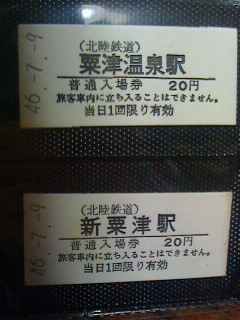 46.-7.-9
(北陸鉄道)
粟津温泉駅
普通入場券 20円
旅客車内に立ち入ることはできません。
当日1回限り有効
46.-7.-9
(北陸鉄道)
新粟津駅
普通入場券 20円
旅客車内に立ち入ることはできません。
当日1回限り有効